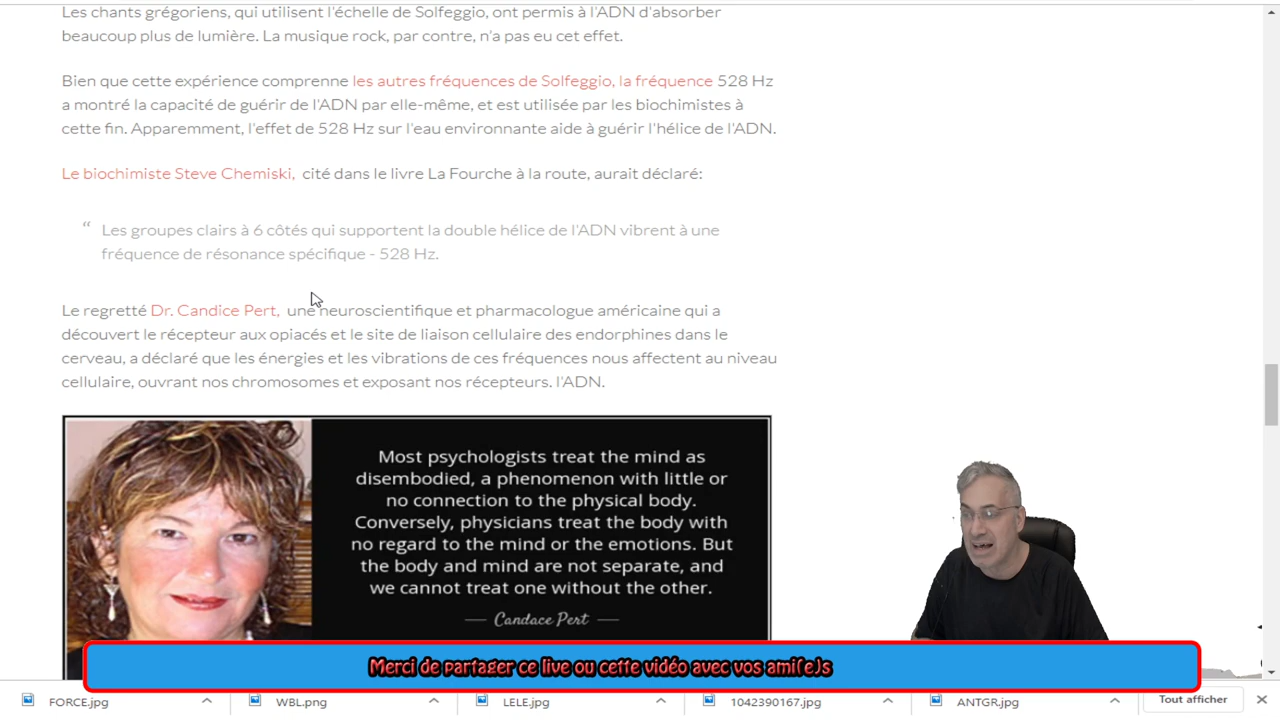 Les chants grégoriens, qui utilisent l'échelle de Solfeggio, ont permis à l'ADN d'absorber
beaucoup plus de lumière. La musique rock, par contre, n'a pas eu cet effet.
Bien que cette expérience comprenne les autres fréquences de Solfeggio, la fréquence 528 Hz
a montré la capacité de guérir de l'ADN par elle-même, et est utilisée par les biochimistes à
cette fin. Apparemment, l'effet de 528 Hz sur l'eau environnante aide à guérir l'hélice de l'ADN.
Le biochimiste Steve Chemiski, cité dans le livre La Fourche à la route, aurait déclaré:
“ Les groupes clairs à 6 côtés qui supportent la double hélice de l'ADN vibrent à une
fréquence de résonance spécifique - 528 Hz.
Le regretté Dr. Candice Pert, une neuroscientifique et pharmacologue américaine qui a
découvert le récepteur aux opiacés et le site de liaison cellulaire des endorphines dans le
cerveau, a déclaré que les énergies et les vibrations de ces fréquences nous affectent au niveau
cellulaire, ouvrant nos chromosomes et exposant nos récepteurs. l'ADN.
Most psychologists treat the mind as
disembodied, a phenomenon with little or
no connection to the physical body.
Conversely, physicians treat the body with
no regard to the mind or the emotions. But
the body and mind are not separate, and
we cannot treat one without the other.
— Candace Pert —
Merci de partager ce live ou cette vidéo avec vos ami(e)s
FORCE.jpg WBL.png LELE.jpg 1042390167.jpg ANTGR.jpg Tout afficher